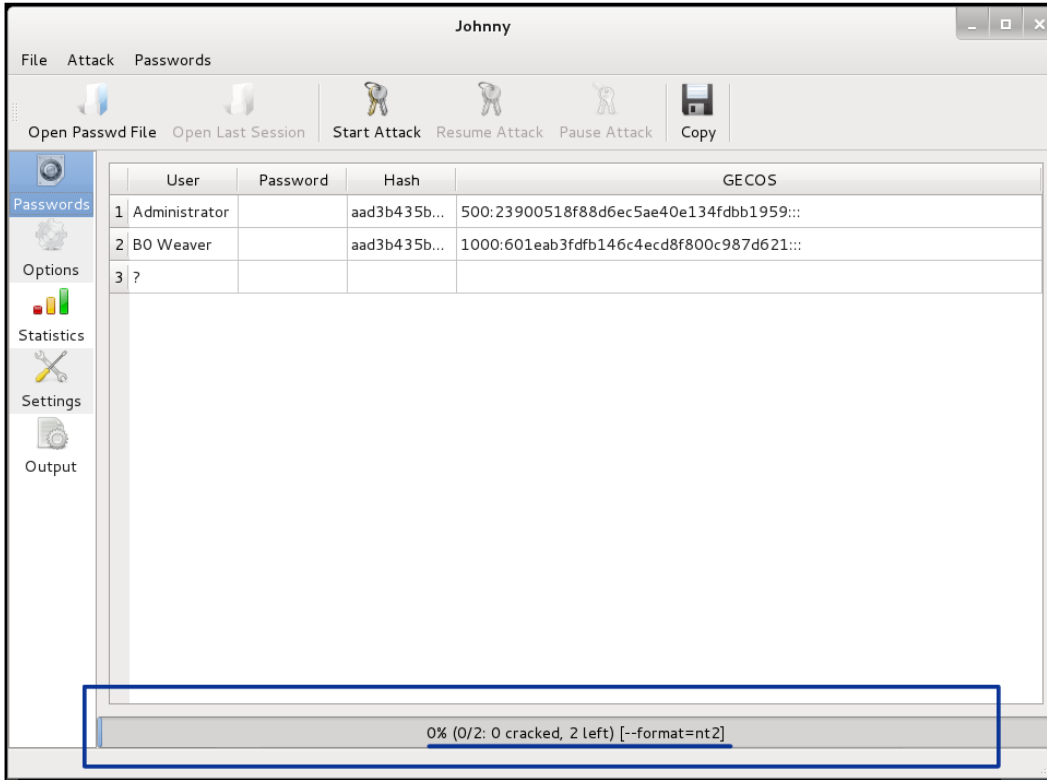 Johnny
File Attack Passwords
Open Passwd File Open Last Session Start Attack Resume Attack Pause Attack Copy
Passwords
Options
Statistics
Settings
Output
User Password Hash GECOS
1 Administrator aad3b435b... 500:23900518f88d6ec5ae40e134fdbb1959:::
2 B0 Weaver aad3b435b... 1000:601eab3fdfb146c4ecd8f800c987d621:::
3 ?
0% (0/2: 0 cracked, 2 left) [--format=nt2]